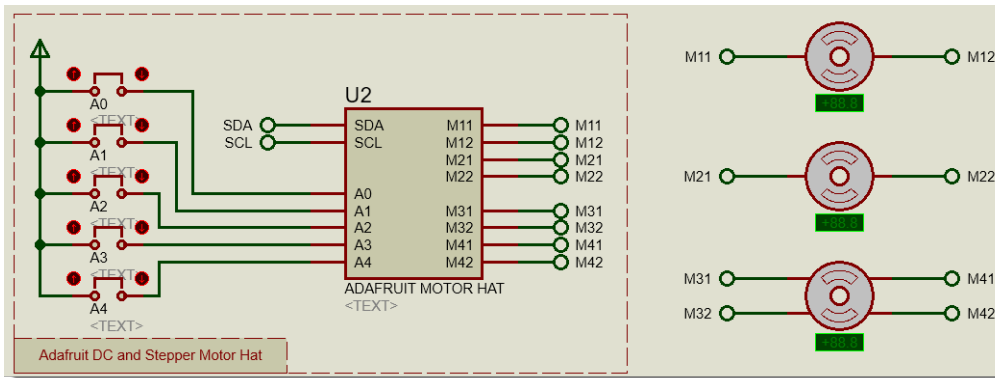 A0
<TEXT>
A1
<TEXT>
A2
<TEXT>
A3
<TEXT>
A4
<TEXT>
U2
SDA
SCL
SDA
SCL
A0
A1
A2
A3
A4
M11
M12
M21
M22
M31
M32
M41
M42
M11
M12
M21
M22
M31
M32
M41
M42
ADAFRUIT MOTOR HAT
<TEXT>
Adafruit DC and Stepper Motor Hat
M11
M12
+88.8
M21
M22
+88.8
M31
M41
M32
M42
+88.8